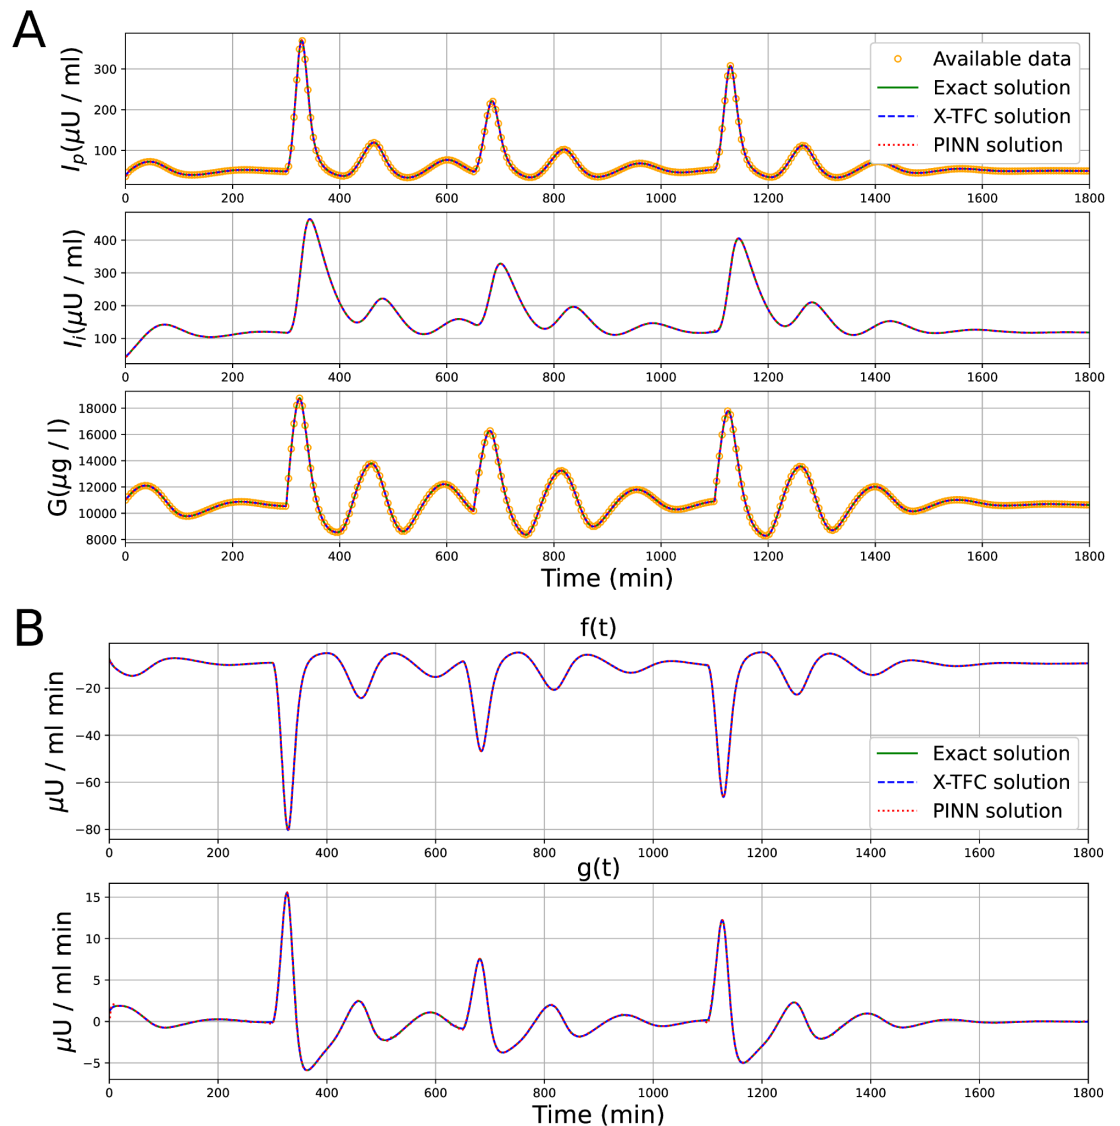 A
I_p(μU / ml)
300
200
100
0 200 400 600 800 1000 1200 1400 1600 1800
Available data
Exact solution
X-TFC solution
PINN solution
I_i(μU / ml)
400
300
200
100
0 200 400 600 800 1000 1200 1400 1600 1800
G(μg / l)
18000
16000
14000
12000
10000
8000
0 200 400 600 800 1000 1200 1400 1600 1800
Time (min)
B
f(t)
μU / ml min
−20
−40
−60
−80
0 200 400 600 800 1000 1200 1400 1600 1800
Exact solution
X-TFC solution
PINN solution
g(t)
μU / ml min
15
10
5
0
−5
0 200 400 600 800 1000 1200 1400 1600 1800
Time (min)